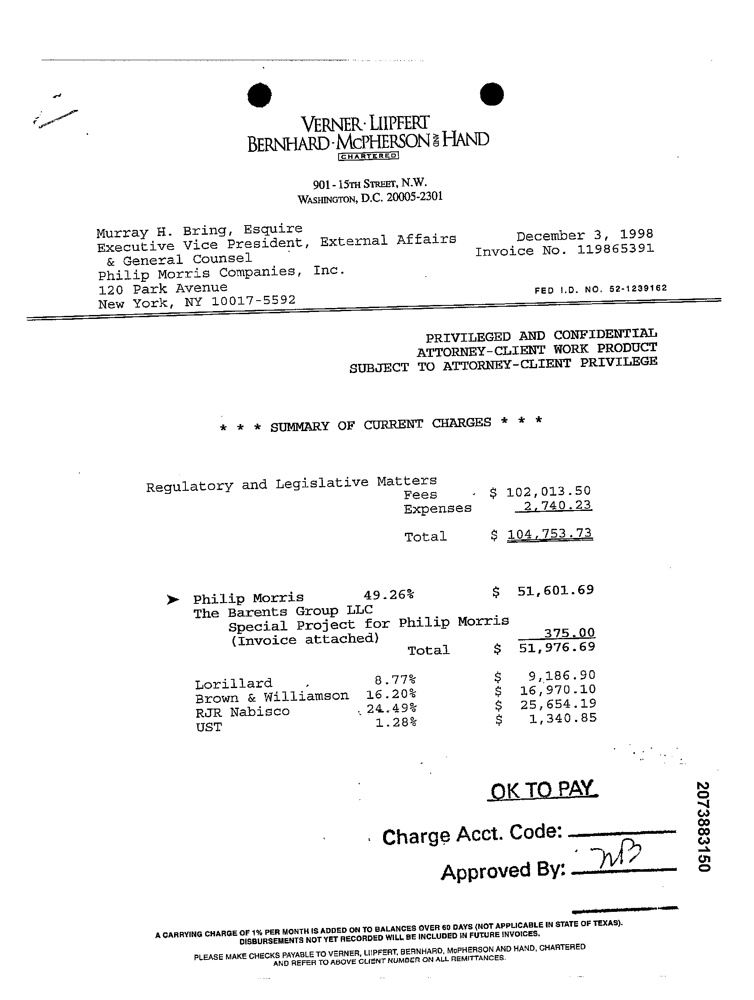 VERNER · LIIPFERT
BERNHARD · MCPHERSON AND HAND
CHARTERED
901 - 15TH STREET, N.W.
WASHINGTON, D.C. 20005-2301
Murray H. Bring, Esquire
Executive Vice President, External Affairs
& General Counsel
Philip Morris Companies, Inc.
120 Park Avenue
New York, NY 10017-5592
December 3, 1998
Invoice No. 119865391
FED I.D. NO. 52-1239162
PRIVILEGED AND CONFIDENTIAL
ATTORNEY-CLIENT WORK PRODUCT
SUBJECT TO ATTORNEY-CLIENT PRIVILEGE
* * * SUMMARY OF CURRENT CHARGES * * *
Regulatory and Legislative Matters
Fees $ 102,013.50
Expenses 2,740.23
Total $ 104,753.73
➤ Philip Morris 49.26% $ 51,601.69
The Barents Group LLC
Special Project for Philip Morris
(Invoice attached) 375.00
Total $ 51,976.69
Lorillard 8.77% $ 9,186.90
Brown & Williamson 16.20% $ 16,970.10
RJR Nabisco 24.49% $ 25,654.19
UST 1.28% $ 1,340.85
OK TO PAY
Charge Acct. Code:
Approved By: MB
2073883150
A CARRYING CHARGE OF 1% PER MONTH IS ADDED ON TO BALANCES OVER 60 DAYS (NOT APPLICABLE IN STATE OF TEXAS).
DISBURSEMENTS NOT YET RECORDED WILL BE INCLUDED IN FUTURE INVOICES.
PLEASE MAKE CHECKS PAYABLE TO VERNER, LIIPFERT, BERNHARD, McPHERSON AND HAND, CHARTERED
AND REFER TO ABOVE CLIENT NUMBER ON ALL REMITTANCES.